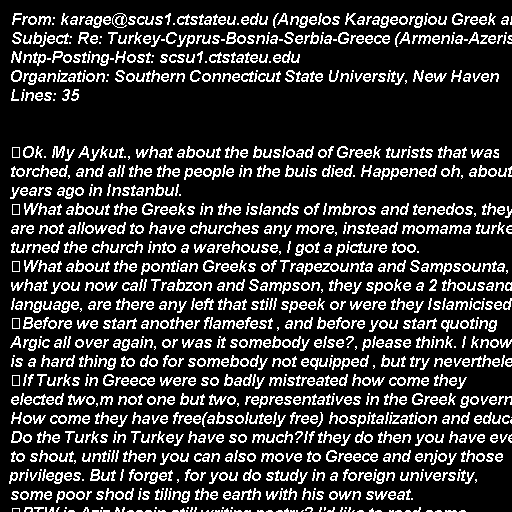 From: karage@scus1.ctstateu.edu (Angelos Karageorgiou Greek
Subject: Re: Turkey-Cyprus-Bosnia-Serbia-Greece (Armenia-Azeris
Nntp-Posting-Host: scsu1.ctstateu.edu
Organization: Southern Connecticut State University, New Haven
Lines: 35
Ok. My Aykut., what about the busload of Greek turists that was
torched, and all the the people in the buis died. Happened oh, about
years ago in Instanbul.
What about the Greeks in the islands of Imbros and tenedos, they
are not allowed to have churches any more, instead momama turke
turned the church into a warehouse, I got a picture too.
What about the pontian Greeks of Trapezounta and Sampsounta,
what you now call Trabzon and Sampson, they spoke a 2 thousand
language, are there any left that still speek or were they Islamicised
Before we start another flamefest , and before you start quoting
Argic all over again, or was it somebody else?, please think. I know
is a hard thing to do for somebody not equipped , but try neverthele
If Turks in Greece were so badly mistreated how come they
elected two,m not one but two, representatives in the Greek govern
How come they have free(absolutely free) hospitalization and educa
Do the Turks in Turkey have so much?If they do then you have eve
to shout, untill then you can also move to Greece and enjoy those
privileges. But I forget , for you do study in a foreign university,
some poor shod is tiling the earth with his own sweat.
BTW is Aziz Nessin still writing poetry? I'd like to read some